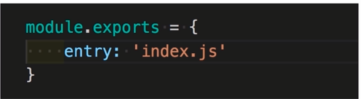 module.exports = {
    entry: 'index.js'
}